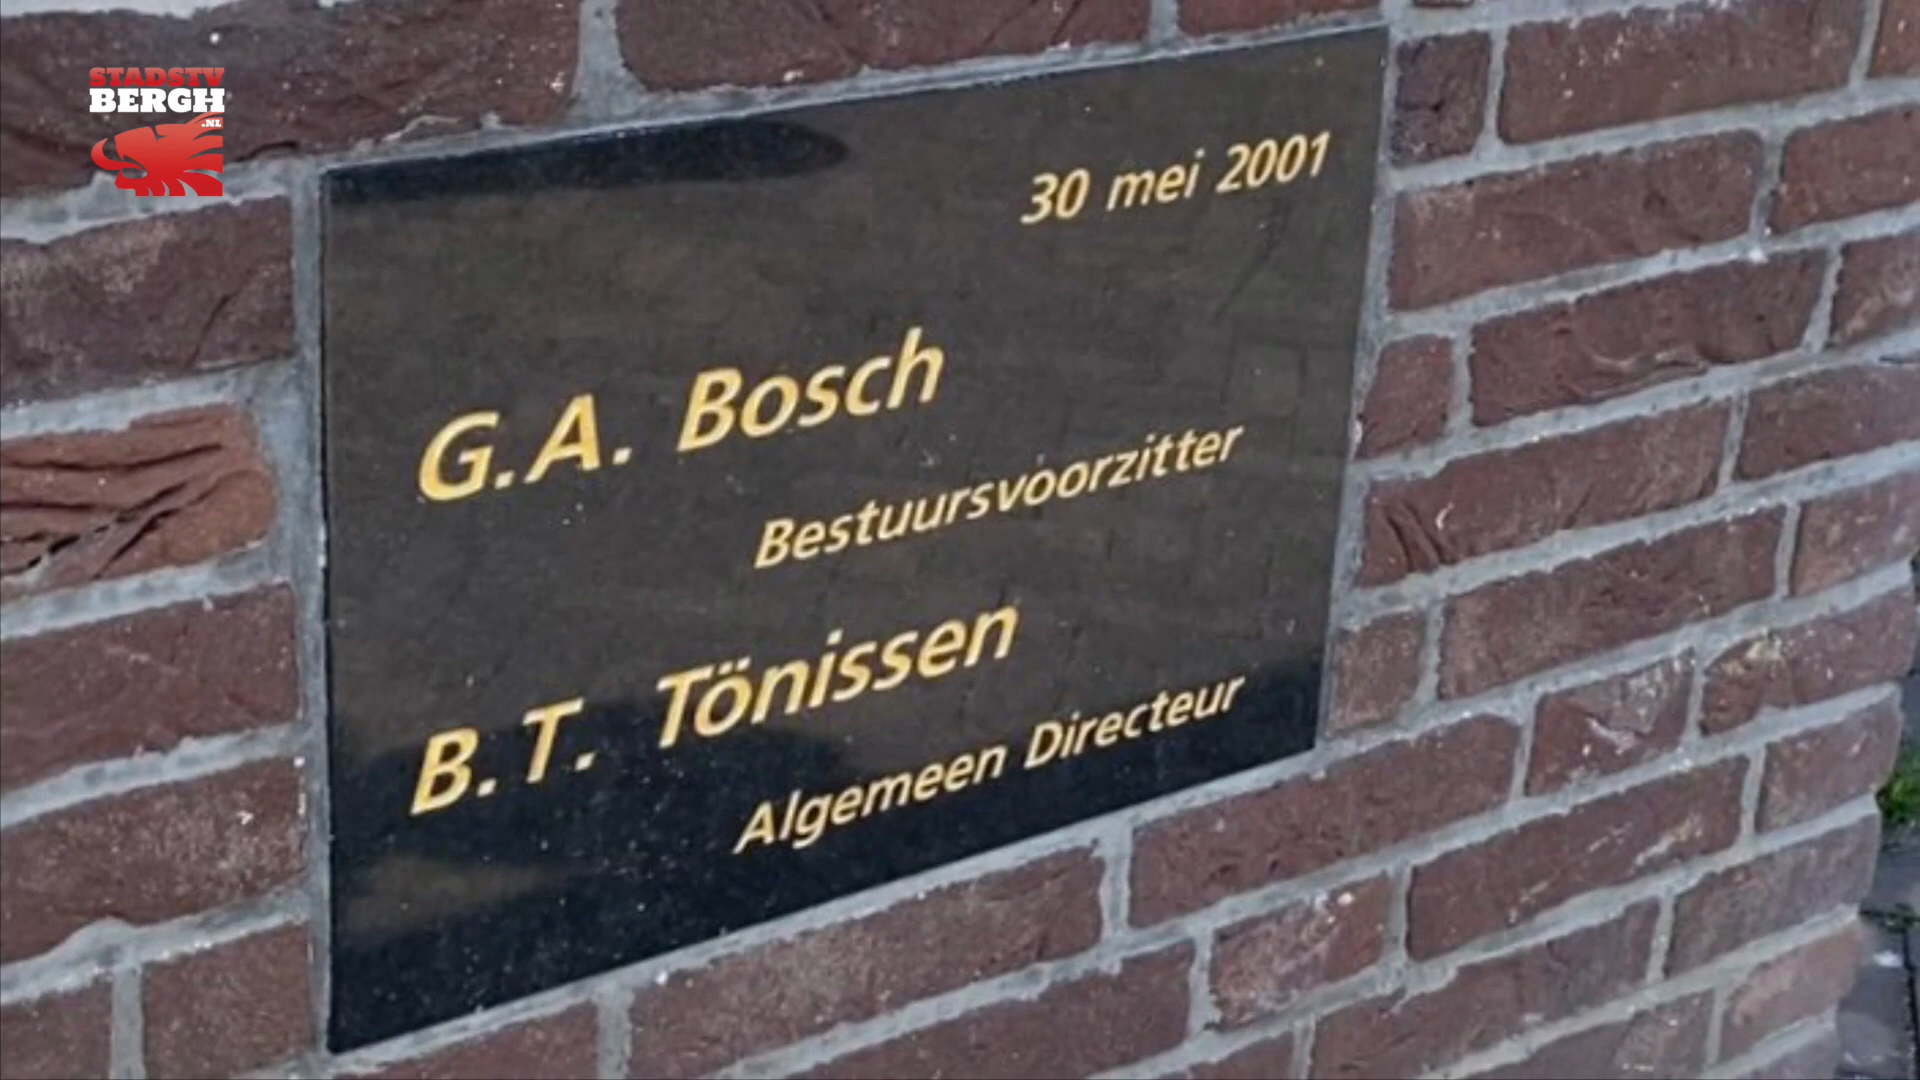 STADSTV
BERGH
.NL
30 mei 2001
G.A. Bosch
Bestuursvoorzitter
B.T. Tönissen
Algemeen Directeur